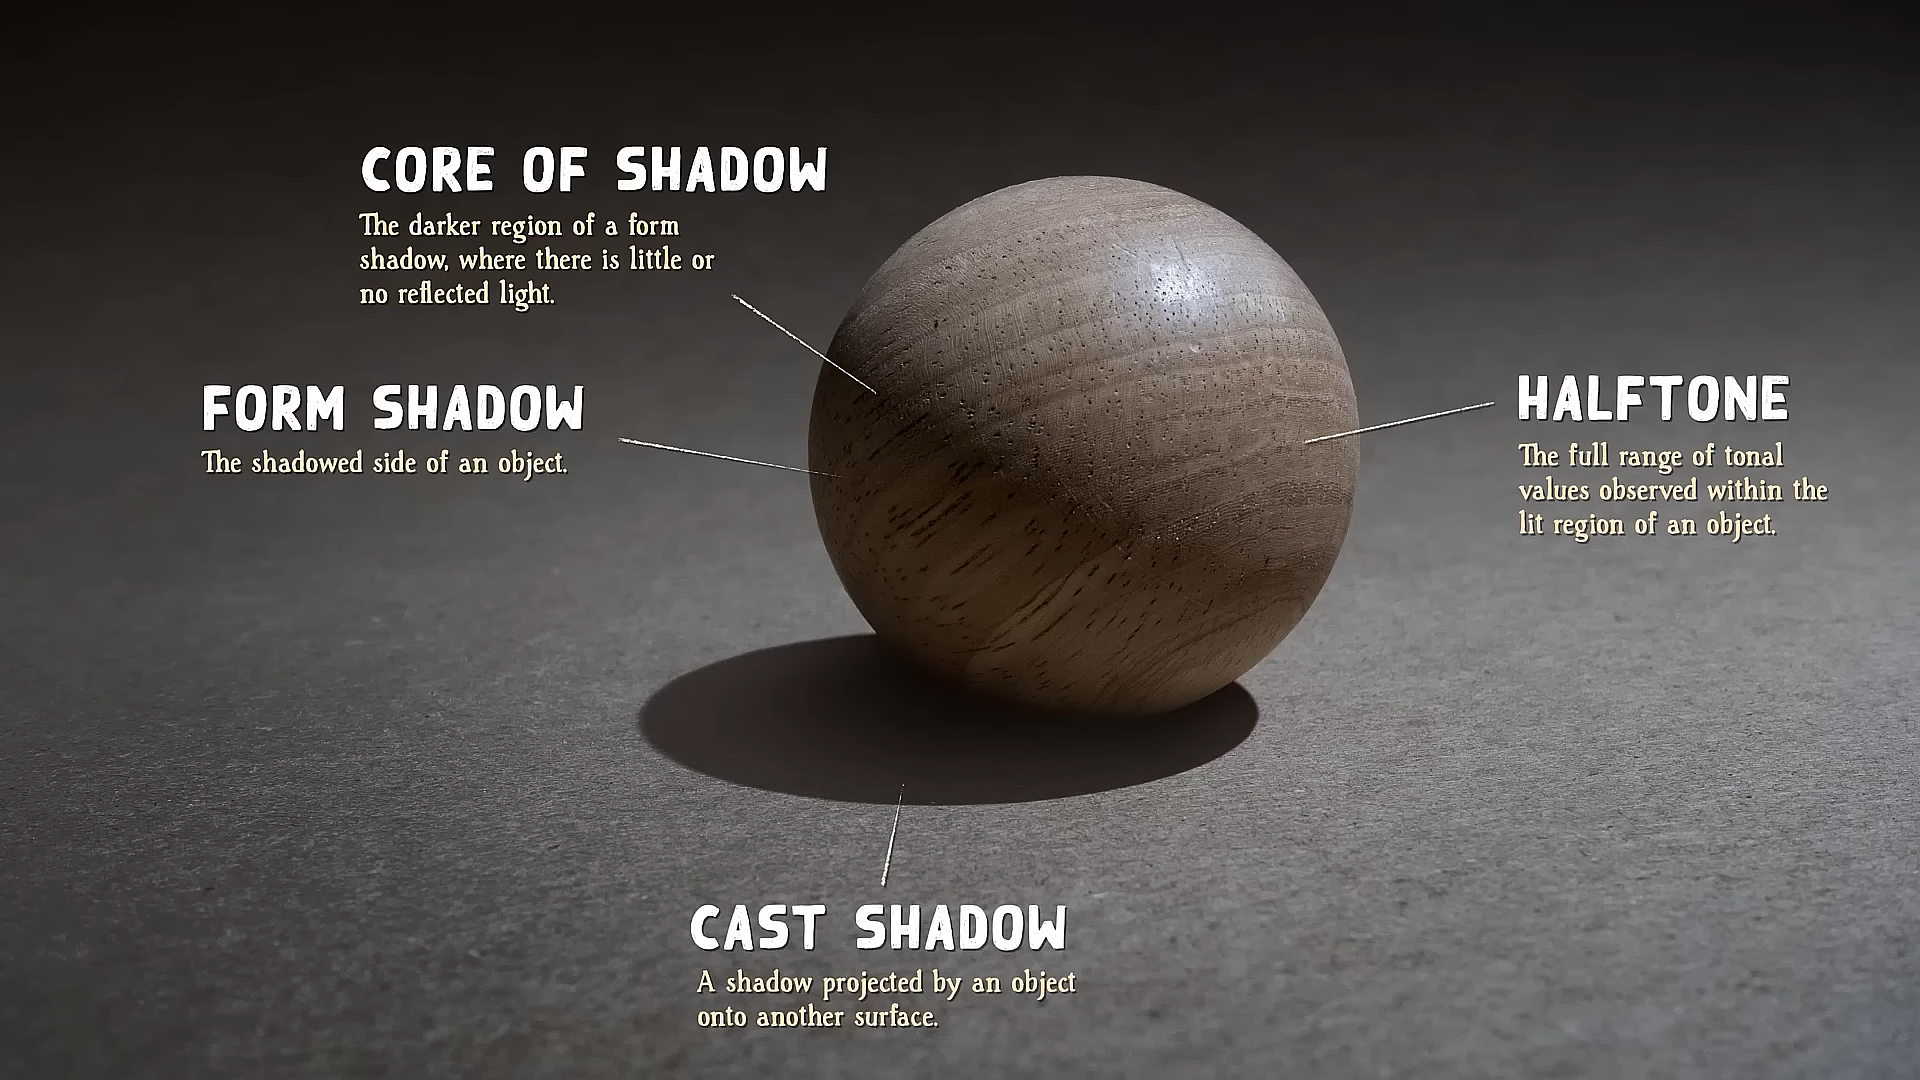 CORE OF SHADOW
The darker region of a form
shadow, where there is little or
no reflected light.
FORM SHADOW
The shadowed side of an object.
HALFTONE
The full range of tonal
values observed within the
lit region of an object.
CAST SHADOW
A shadow projected by an object
onto another surface.